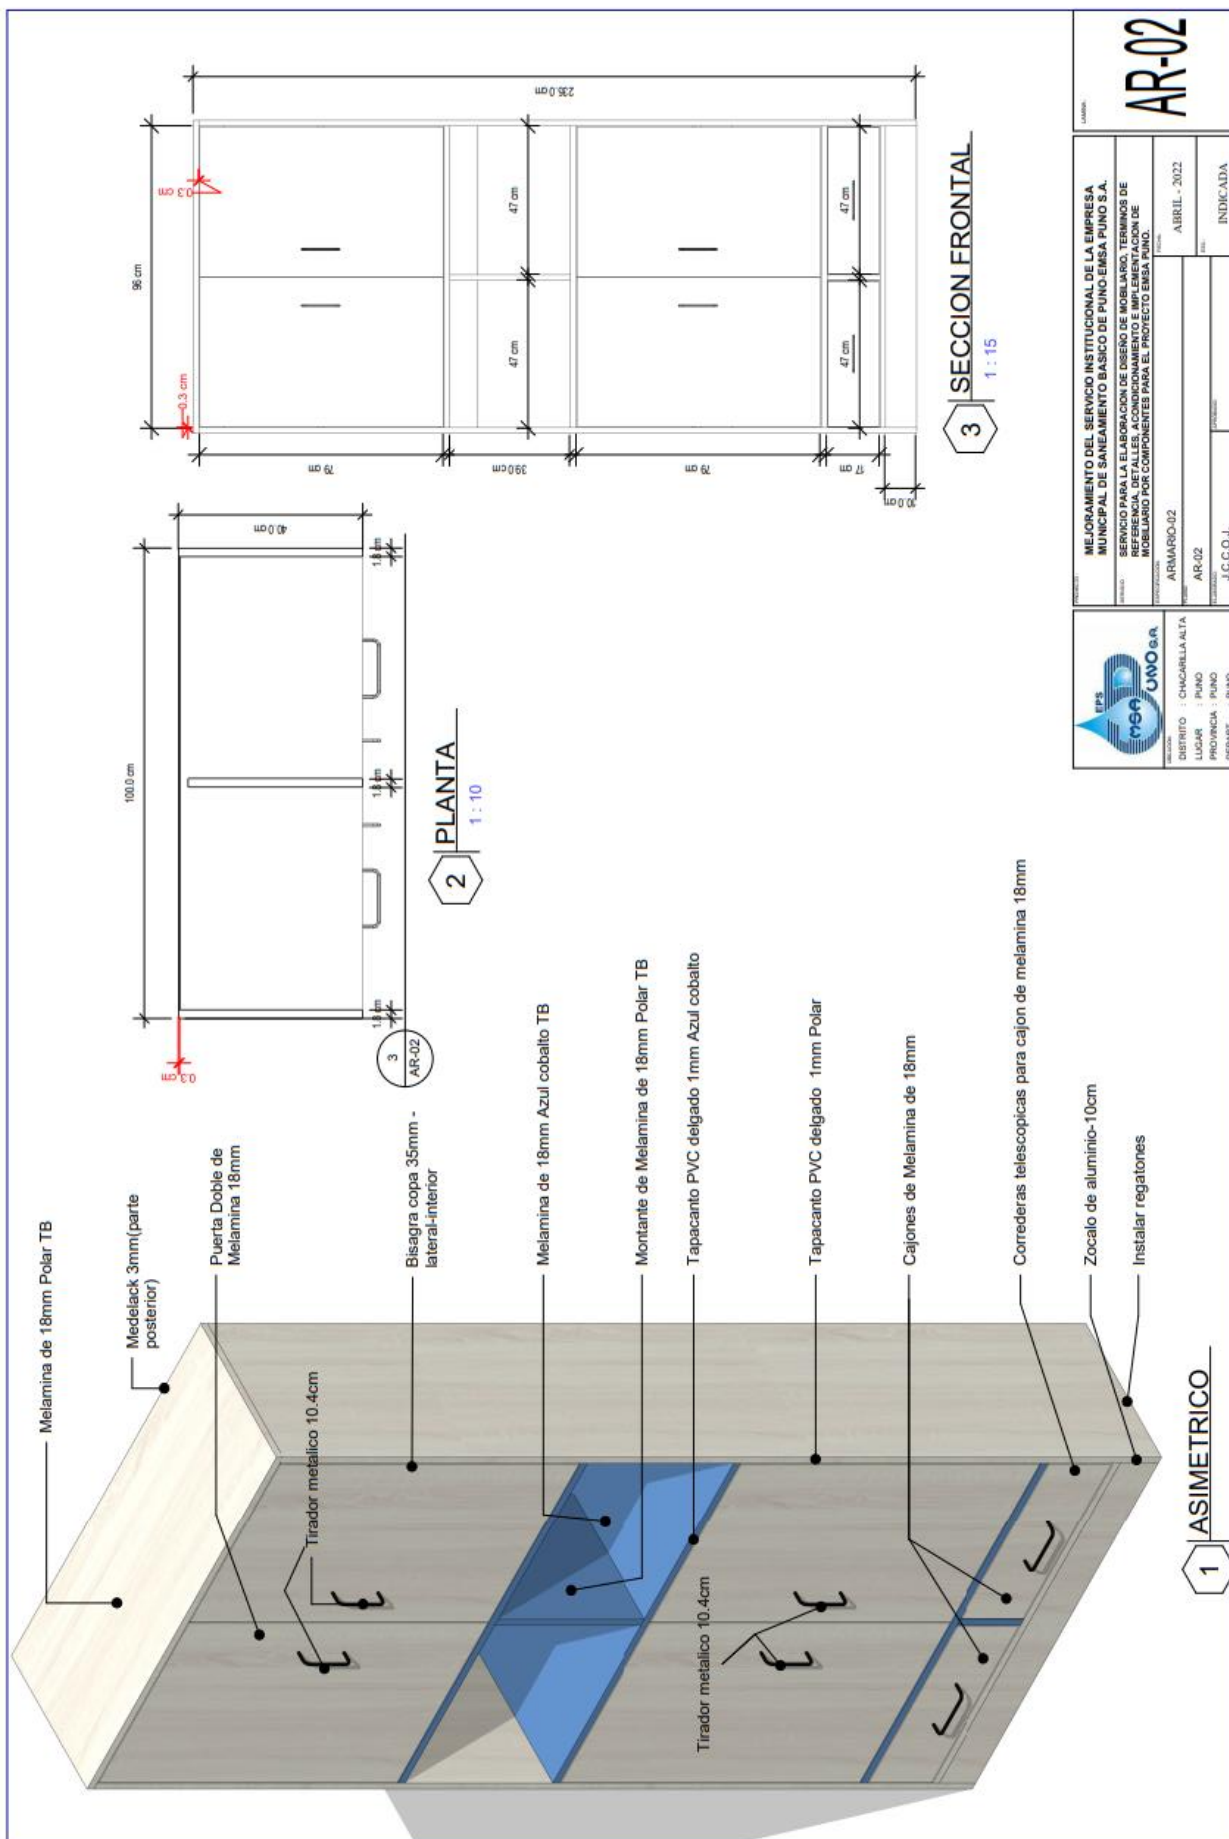 Melamina de 18mm Polar TB
Medelack 3mm(parte
posterior)
Puerta Doble de
Melamina 18mm
Tirador metalico 10.4cm
Bisagra copa 35mm -
lateral-interior
Melamina de 18mm Azul cobalto TB
Montante de Melamina de 18mm Polar TB
Tapacanto PVC delgado 1mm Azul cobalto
Tirador metalico 10.4cm
Tapacanto PVC delgado 1mm Polar
Cajones de Melamina de 18mm
Correderas telescopicas para cajon de melamina 18mm
Zocalo de aluminio-10cm
Instalar regatones
1
ASIMETRICO
100.0 cm
0.3 cm
40.0 cm
1.8 cm
1.8 cm
1.8 cm
3
AR-02
2
PLANTA
1 : 10
96 cm
0.3 cm
0.3 cm
79 cm
39.0 cm
79 cm
17 cm
10.0 cm
235.0 cm
47 cm
47 cm
47 cm
47 cm
3
SECCION FRONTAL
1 : 15
EPS
EMSA PUNO S.A.
DISTRITO : CHACARILLA ALTA
LUGAR : PUNO
PROVINCIA : PUNO
MEJORAMIENTO DEL SERVICIO INSTITUCIONAL DE LA EMPRESA
MUNICIPAL DE SANEAMIENTO BASICO DE PUNO-EMSA PUNO S.A.
SERVICIO PARA LA ELABORACION DE DISEÑO DE MOBILIARIO, TERMINOS DE
REFERENCIA, DETALLES, ACONDICIONAMIENTO E IMPLEMENTACION DE
MOBILIARIO POR COMPONENTES PARA EL PROYECTO EMSA PUNO.
ARMARIO-02
AR-02
J.C.C.Q.J.
ABRIL - 2022
INDICADA
LAMINA:
AR-02